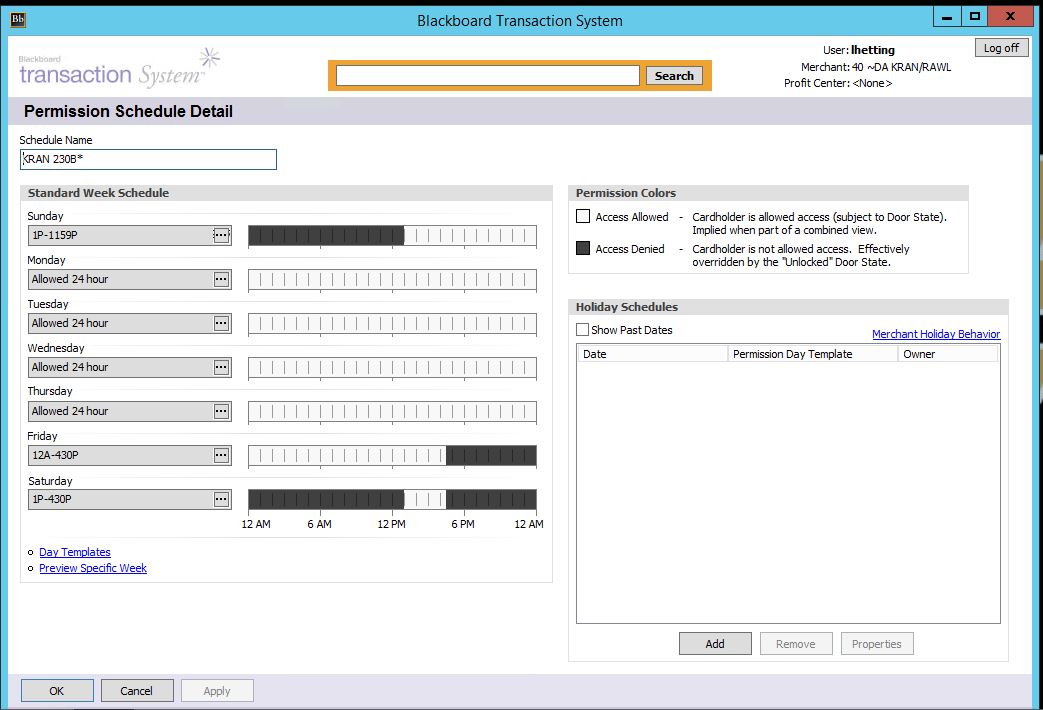 Bb
Blackboard Transaction System
Blackboard
transaction System™
Search
User: lhetting
Merchant: 40 ~DA KRAN/RAWL
Profit Center: <None>
Log off
Permission Schedule Detail
Schedule Name
KRAN 230B*
Standard Week Schedule
Sunday
1P-1159P
Monday
Allowed 24 hour
Tuesday
Allowed 24 hour
Wednesday
Allowed 24 hour
Thursday
Allowed 24 hour
Friday
12A-430P
Saturday
1P-430P
12 AM 6 AM 12 PM 6 PM 12 AM
Day Templates
Preview Specific Week
Permission Colors
Access Allowed - Cardholder is allowed access (subject to Door State).
Implied when part of a combined view.
Access Denied - Cardholder is not allowed access. Effectively
overridden by the "Unlocked" Door State.
Holiday Schedules
Show Past Dates
Merchant Holiday Behavior
Date Permission Day Template Owner
Add Remove Properties
OK Cancel Apply